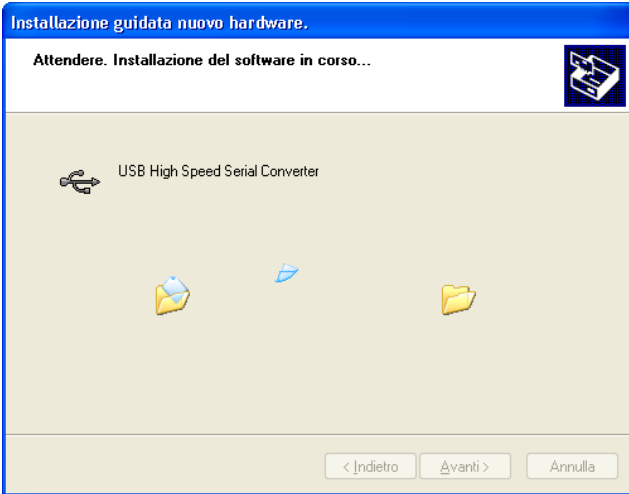 Installazione guidata nuovo hardware.
Attendere. Installazione del software in corso...
USB High Speed Serial Converter
< Indietro
Avanti >
Annulla